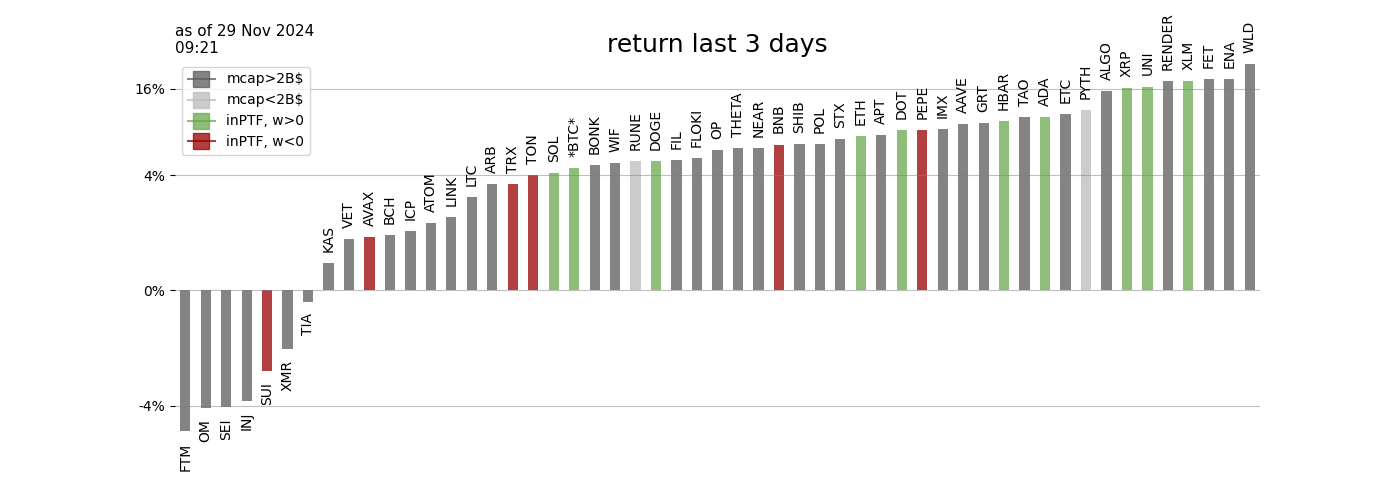 as of 29 Nov 2024
09:21
return last 3 days
mcap>2B$
mcap<2B$
inPTF, w>0
inPTF, w<0
16%
4%
0%
-4%
FTM
OM
SEI
INJ
SUI
XMR
TIA
KAS
VET
AVAX
BCH
ICP
ATOM
LINK
LTC
ARB
TRX
TON
SOL
*BTC*
BONK
WIF
RUNE
DOGE
FIL
FLOKI
OP
THETA
NEAR
BNB
SHIB
POL
STX
ETH
APT
DOT
PEPE
IMX
AAVE
GRT
HBAR
TAO
ADA
ETC
PYTH
ALGO
XRP
UNI
RENDER
XLM
FET
ENA
WLD